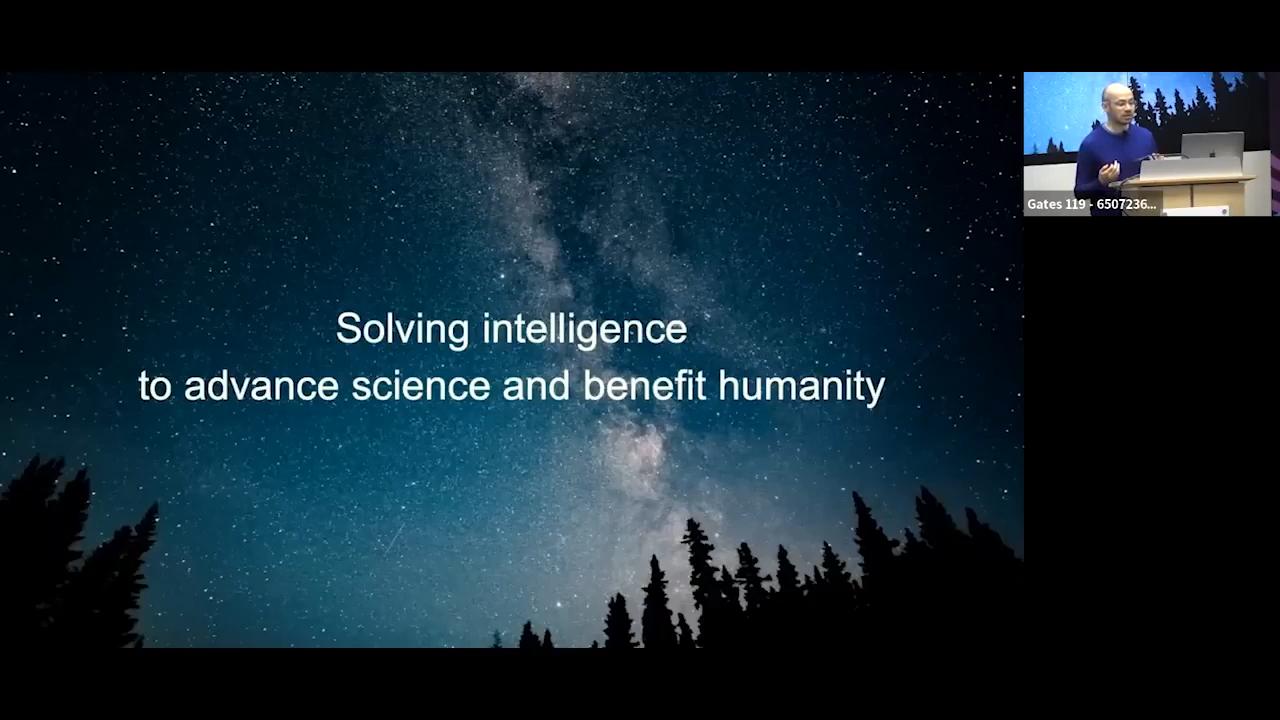 Solving intelligence
to advance science and benefit humanity
Gates 119 - 6507236...